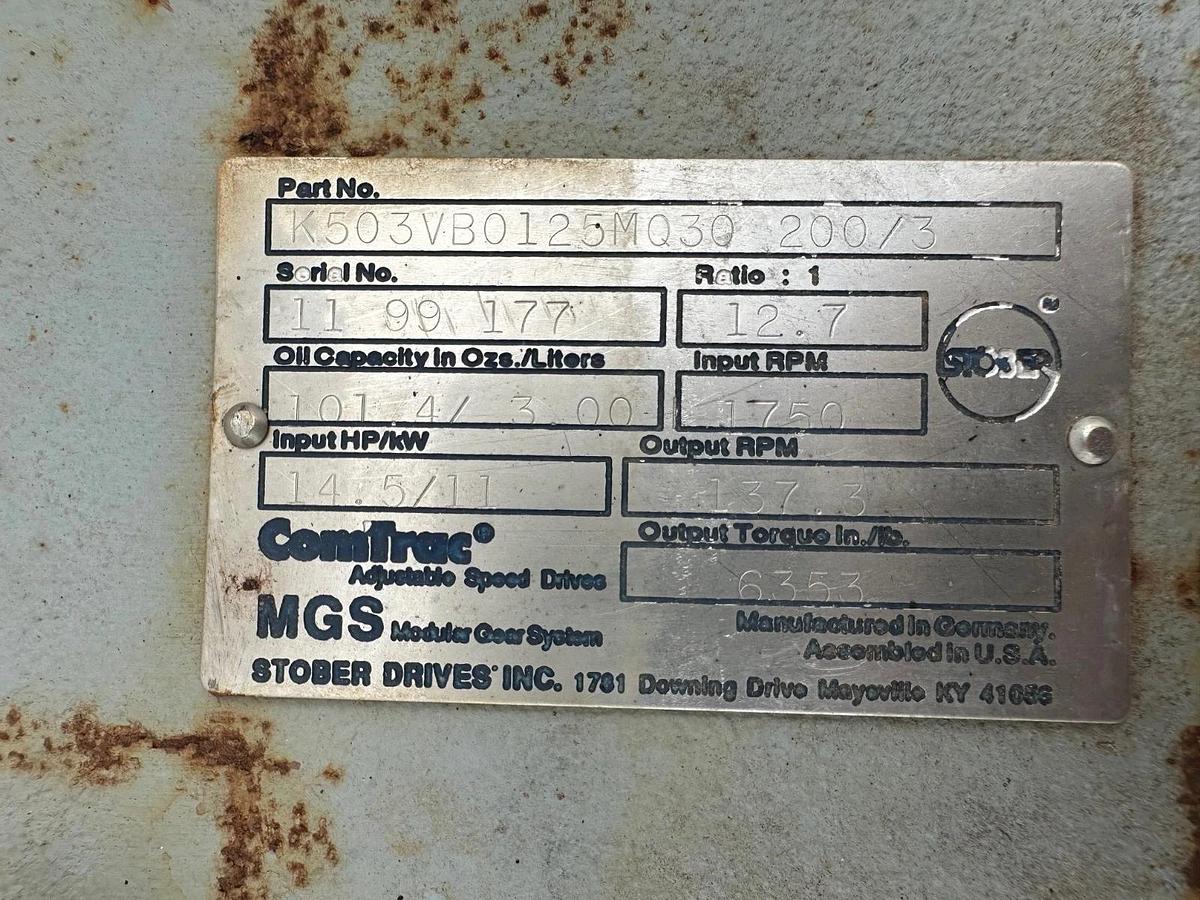 Part No.
K503VB0125MQ30 200/3
Serial No. Ratio : 1
11 99 177 12.7
STÖBER ®
Oil Capacity In Ozs./Liters Input RPM
101.4/ 3.00 1750
Input HP/kW Output RPM
14.5/11 137.3
ComTrac® Output Torque In./lb.
Adjustable Speed Drives 6353
MGS Modular Gear System Manufactured In Germany.
Assembled in U.S.A.
STOBER DRIVES INC. 1781 Downing Drive Maysville KY 41056